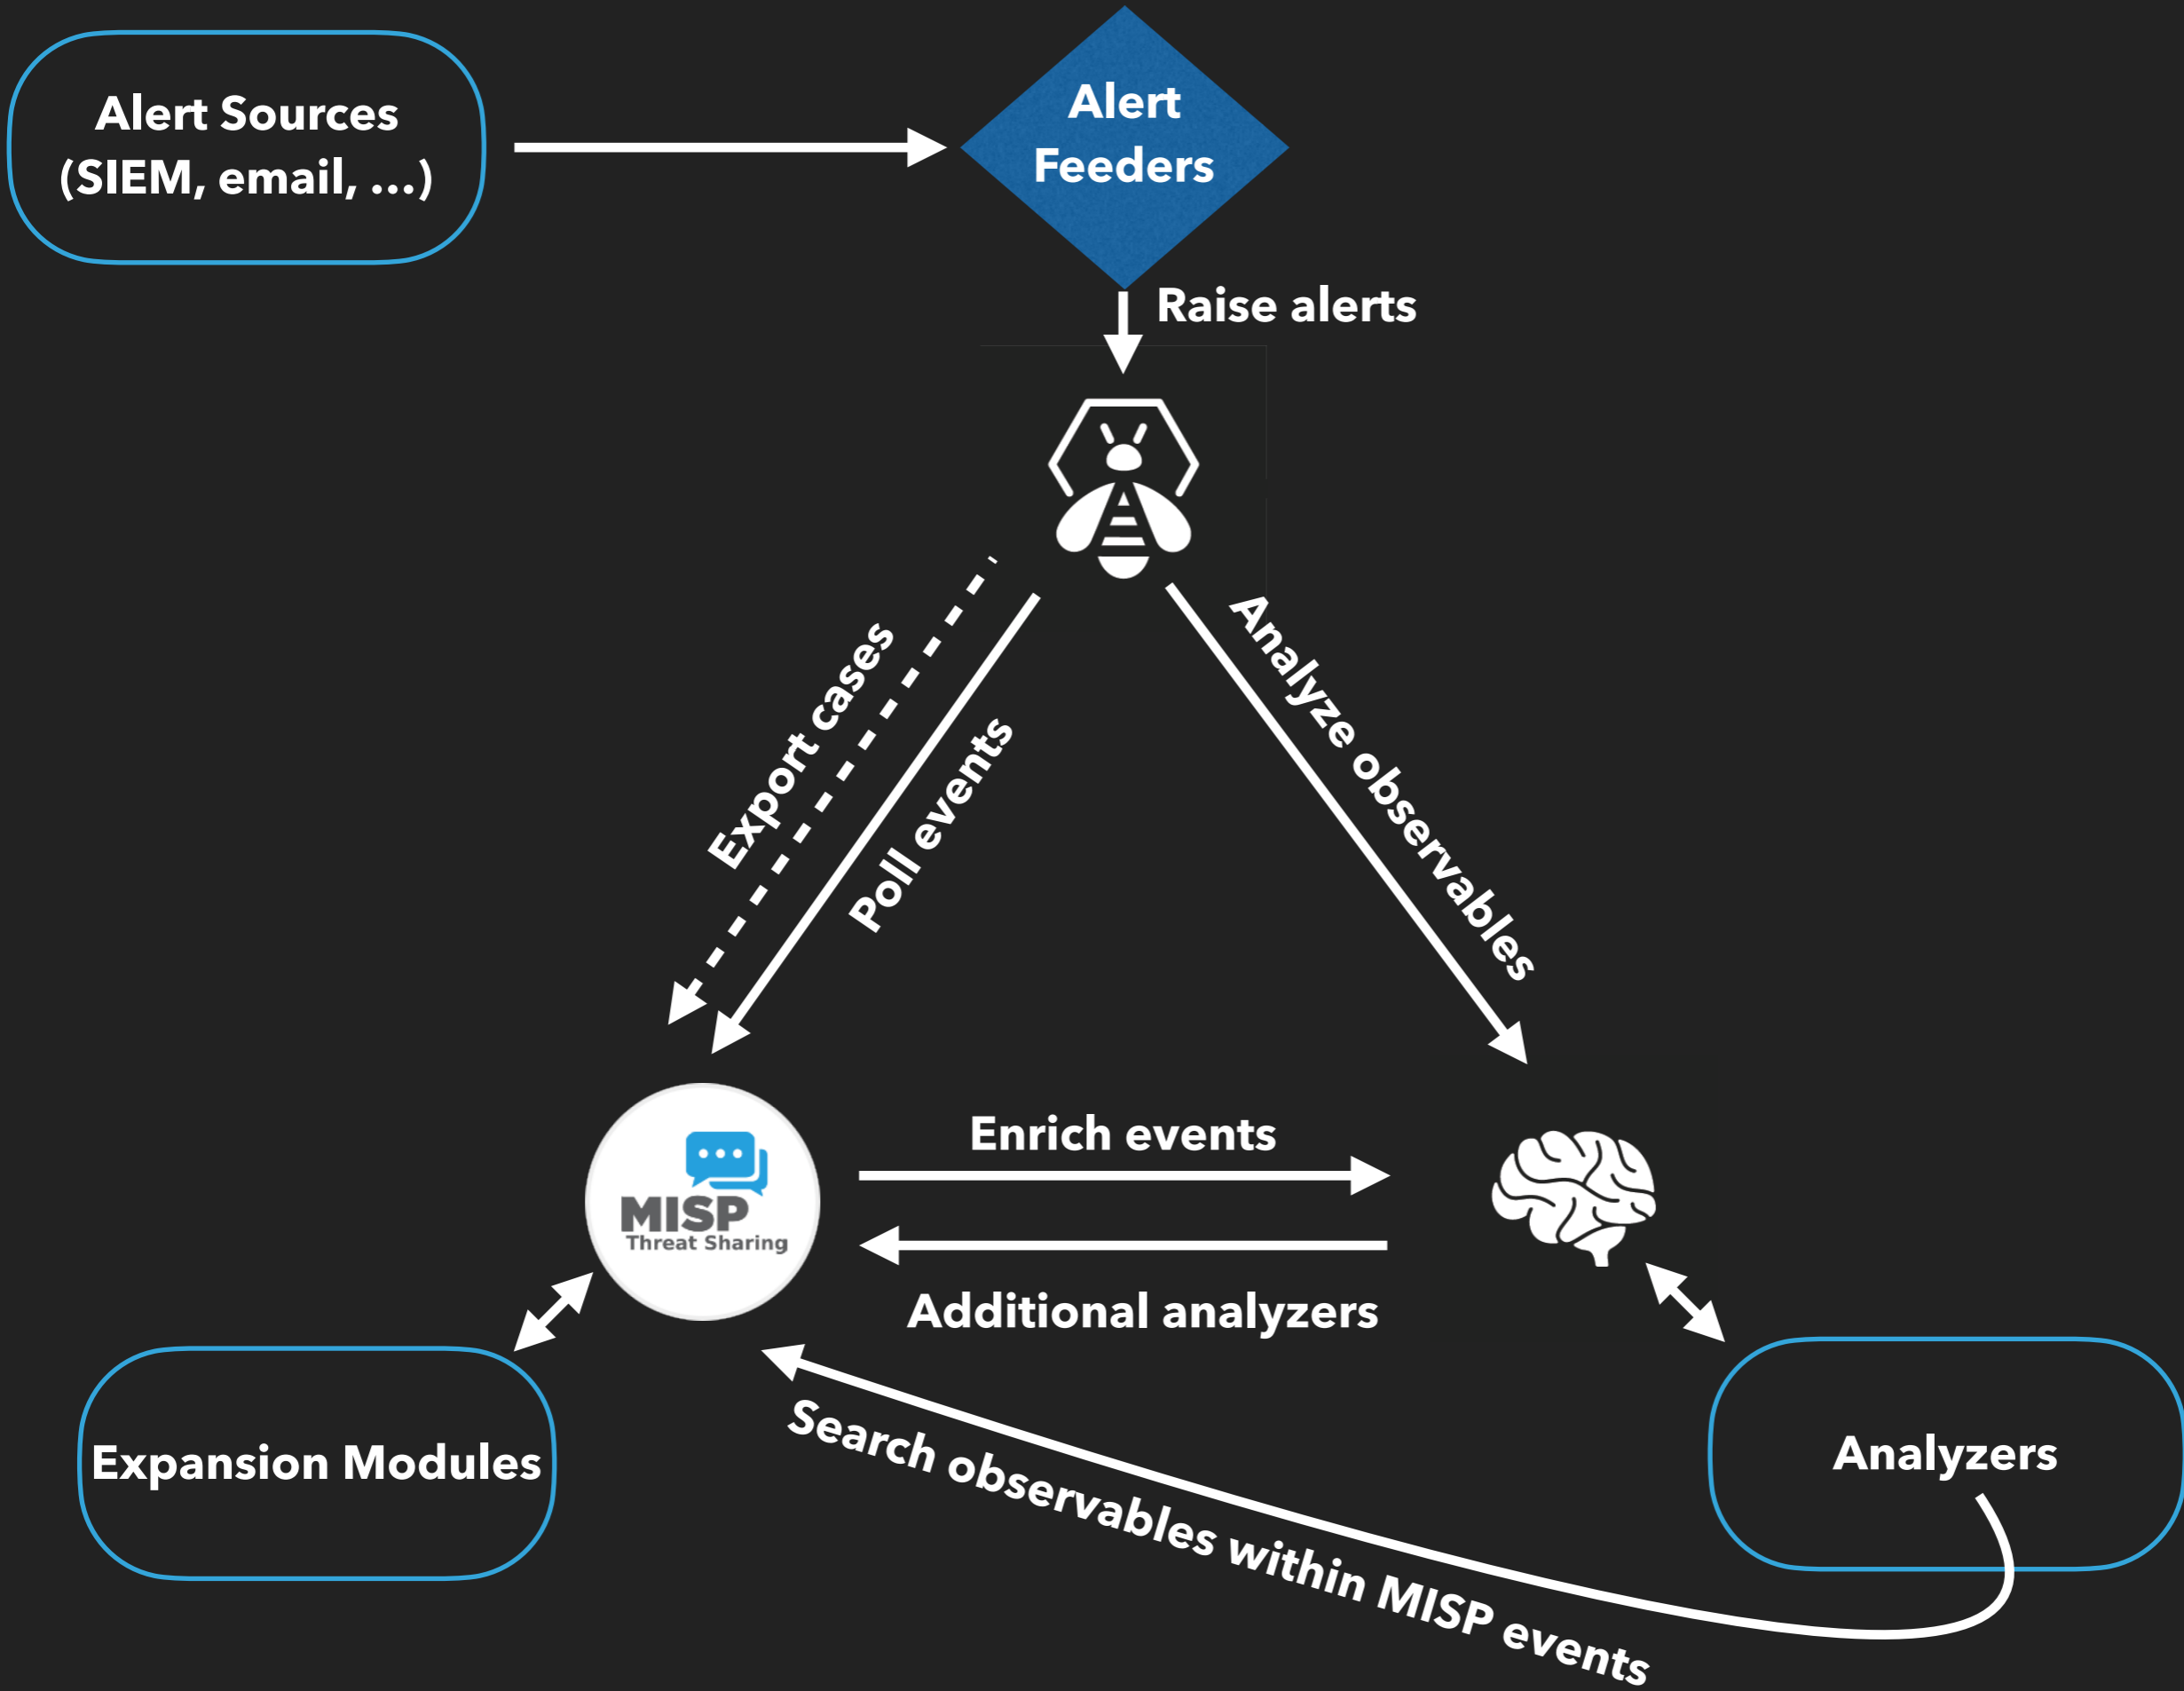 Alert Sources
(SIEM, email, ...)
Alert
Feeders
Raise alerts
Export cases
Poll events
Analyze observables
MISP
Threat Sharing
Enrich events
Additional analyzers
Expansion Modules
Analyzers
Search observables within MISP events